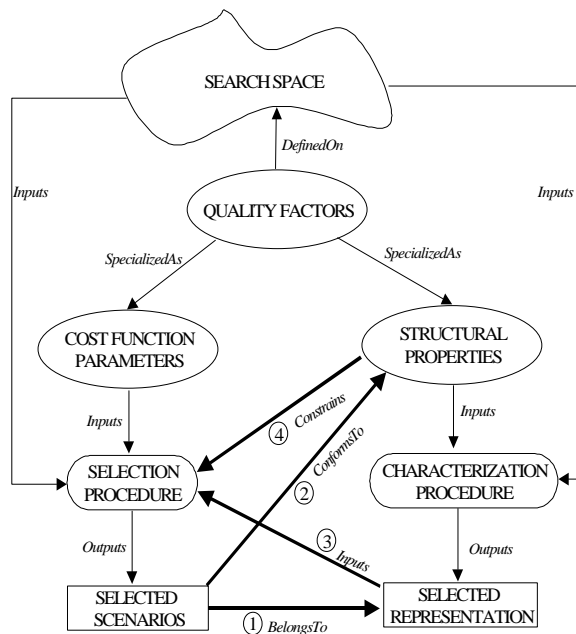 SEARCH SPACE
DefinedOn
Inputs
Inputs
QUALITY FACTORS
SpecializedAs
SpecializedAs
COST FUNCTION
PARAMETERS
STRUCTURAL
PROPERTIES
Inputs
4 Constrains
2 ConformsTo
Inputs
SELECTION
PROCEDURE
CHARACTERIZATION
PROCEDURE
Outputs
3 Inputs
Outputs
SELECTED
SCENARIOS
1 BelongsTo
SELECTED
REPRESENTATION